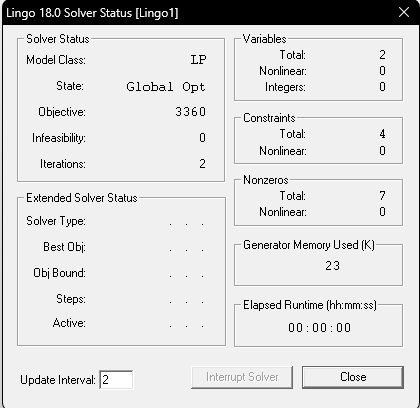 Lingo 18.0 Solver Status [Lingo1]
Solver Status
Model Class: LP
State: Global Opt
Objective: 3360
Infeasibility: 0
Iterations: 2
Extended Solver Status
Solver Type: . . .
Best Obj: . . .
Obj Bound: . . .
Steps: . . .
Active: . . .
Variables
Total: 2
Nonlinear: 0
Integers: 0
Constraints
Total: 4
Nonlinear: 0
Nonzeros
Total: 7
Nonlinear: 0
Generator Memory Used (K)
23
Elapsed Runtime (hh:mm:ss)
00:00:00
Update Interval: 2
Interrupt Solver
Close